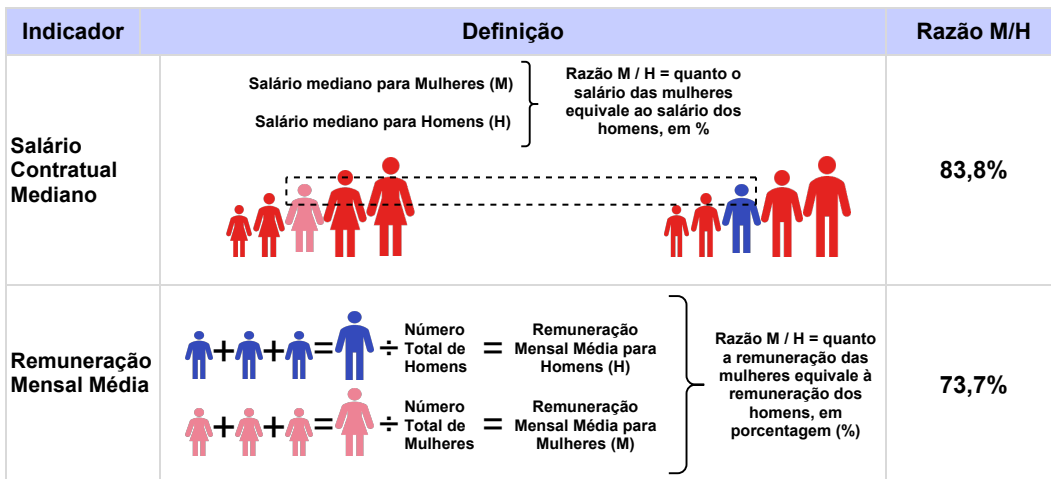 Indicador
Definição
Razão M/H
Salário
Contratual
Mediano
Salário mediano para Mulheres (M)
Salário mediano para Homens (H)
Razão M / H = quanto o
salário das mulheres
equivale ao salário dos
homens, em %
83,8%
Remuneração
Mensal Média
+ + = ÷
Número
Total de
Homens
=
Remuneração
Mensal Média para
Homens (H)
+ + = ÷
Número
Total de
Mulheres
=
Remuneração
Mensal Média para
Mulheres (M)
Razão M / H = quanto
a remuneração das
mulheres equivale à
remuneração dos
homens, em
porcentagem (%)
73,7%